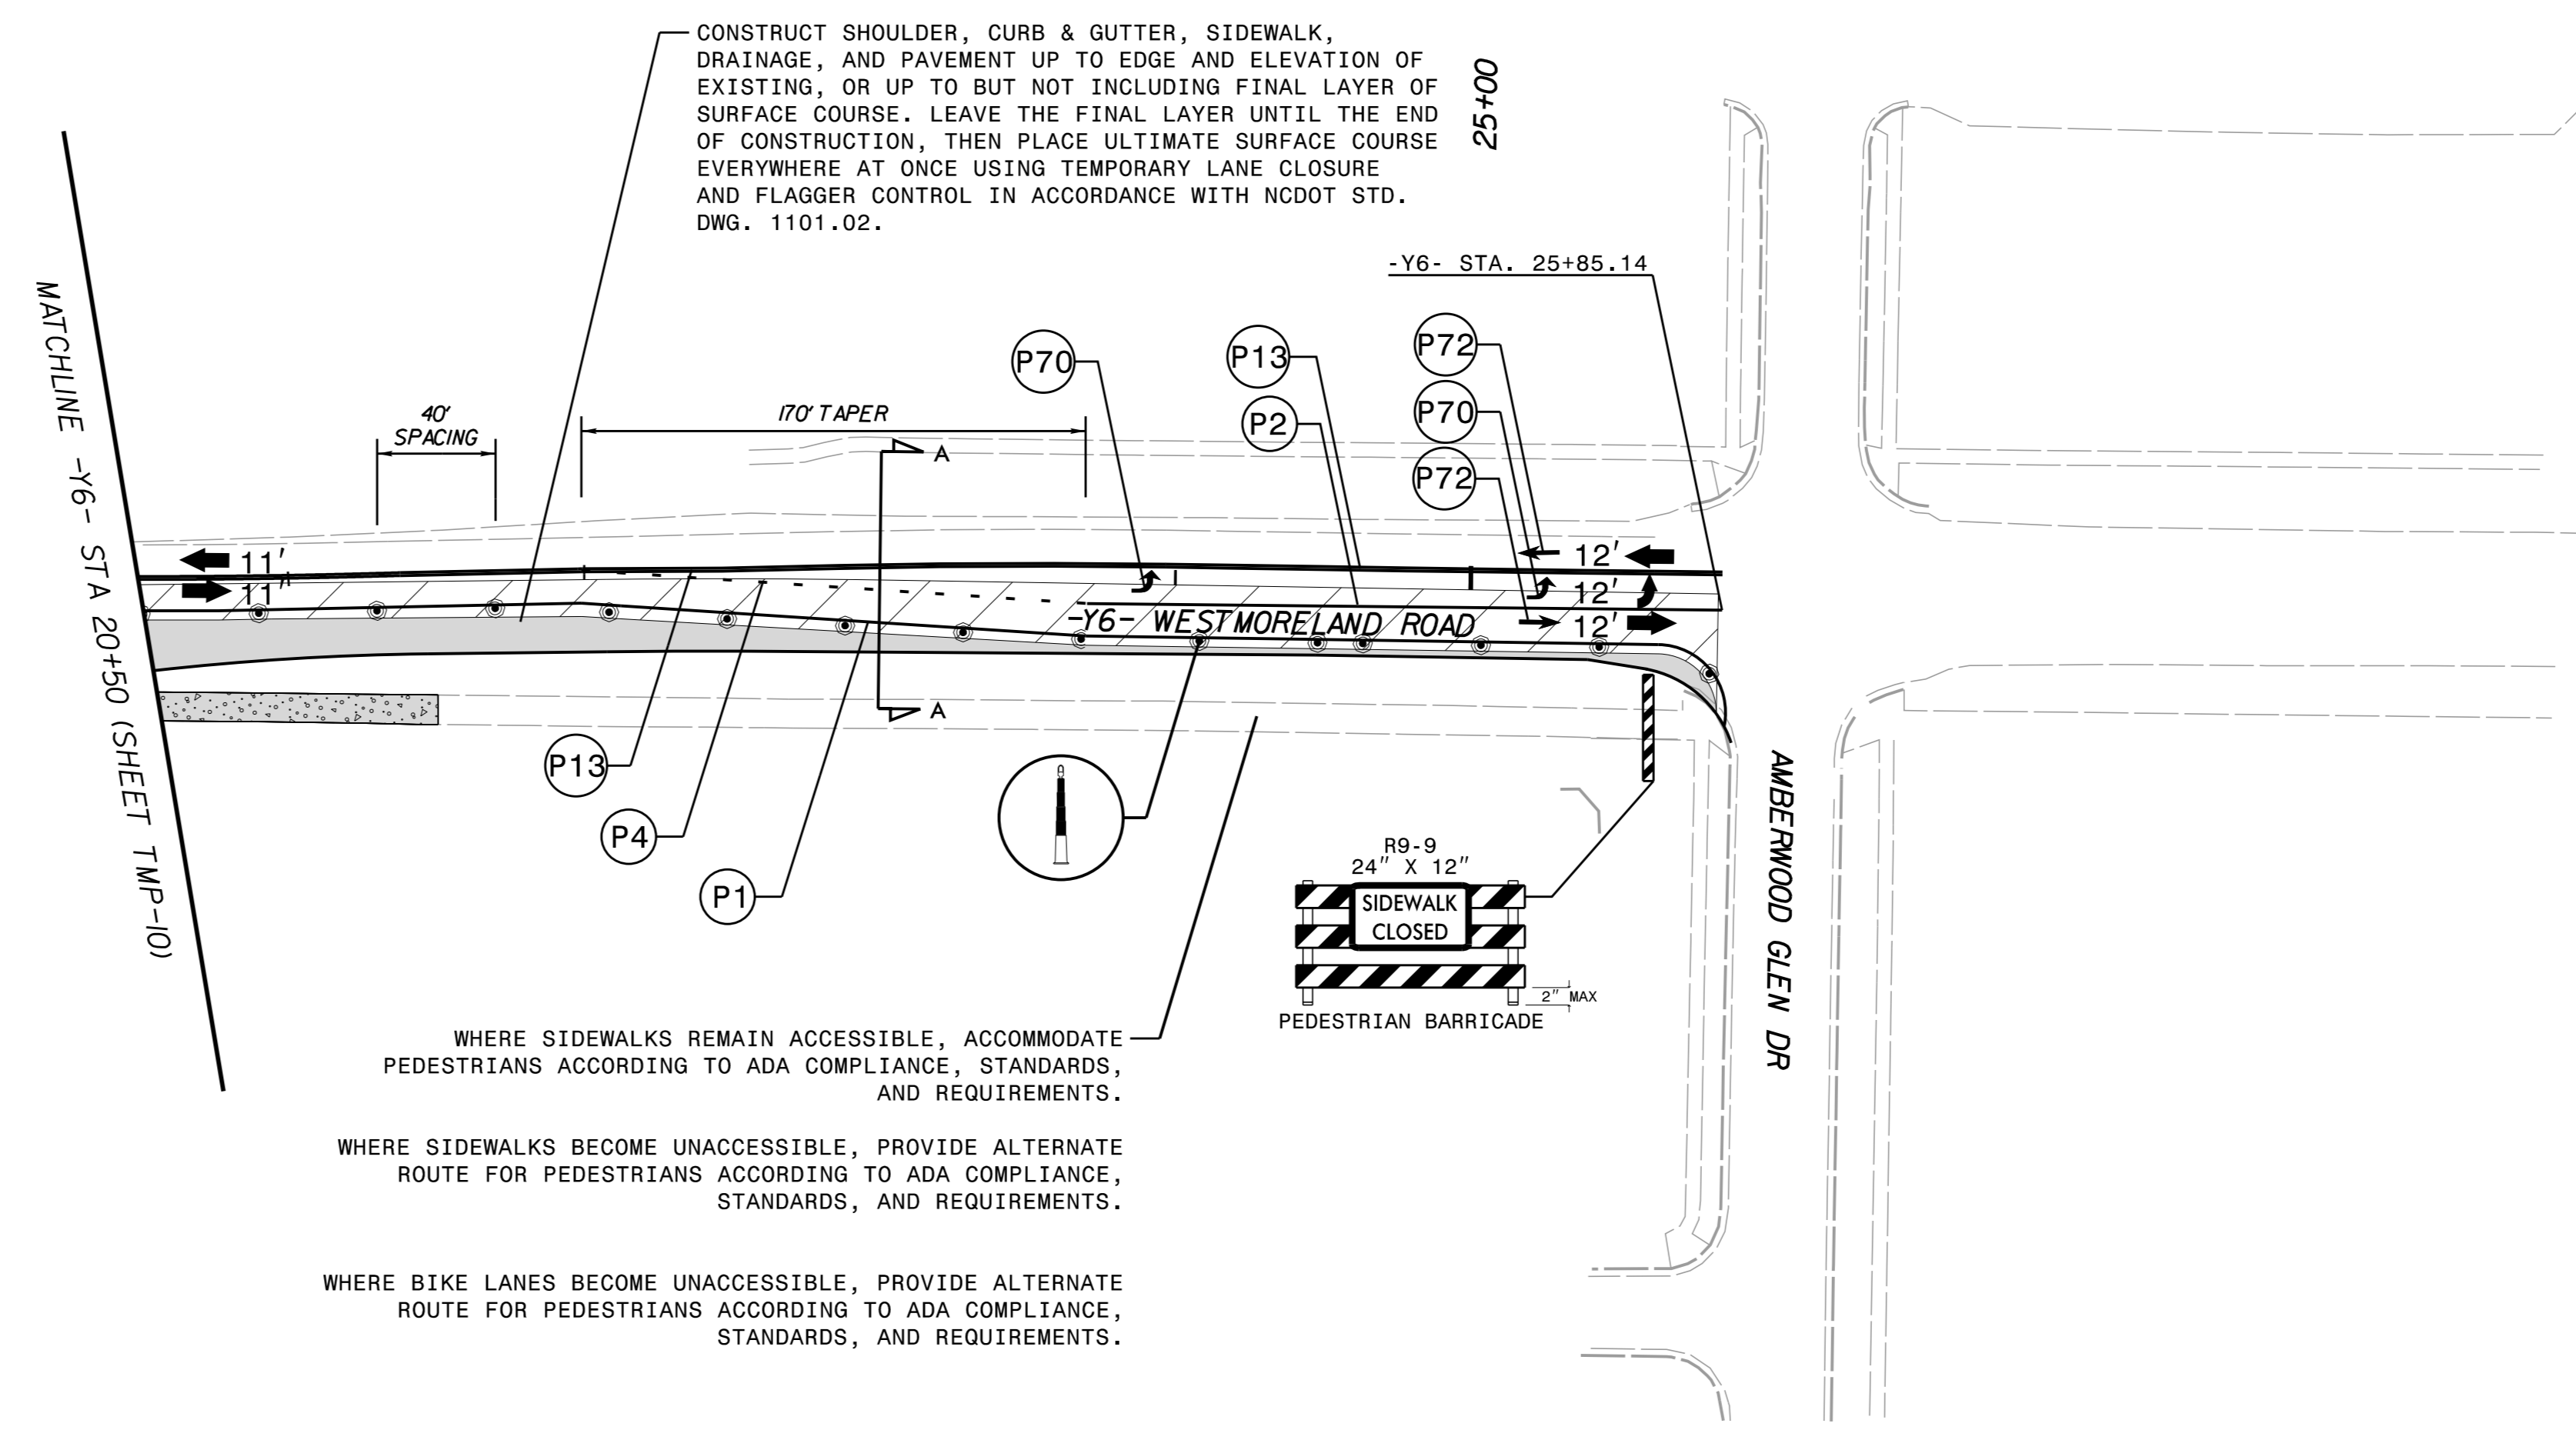 CONSTRUCT SHOULDER, CURB & GUTTER, SIDEWALK,
DRAINAGE, AND PAVEMENT UP TO EDGE AND ELEVATION OF
EXISTING, OR UP TO BUT NOT INCLUDING FINAL LAYER OF
SURFACE COURSE. LEAVE THE FINAL LAYER UNTIL THE END
OF CONSTRUCTION, THEN PLACE ULTIMATE SURFACE COURSE
EVERYWHERE AT ONCE USING TEMPORARY LANE CLOSURE
AND FLAGGER CONTROL IN ACCORDANCE WITH NCDOT STD.
DWG. 1101.02.
25+00
-Y6- STA. 25+85.14
MATCHLINE -Y6- STA 20+50 (SHEET TMP-10)
40'
SPACING
170' TAPER
P70
P13
P2
P72
P70
P72
A
11'
11'
12'
12'
12'
-Y6- WESTMORELAND ROAD
A
P13
P4
P1
AMBERWOOD GLEN DR
R9-9
24" X 12"
SIDEWALK
CLOSED
2" MAX
PEDESTRIAN BARRICADE
WHERE SIDEWALKS REMAIN ACCESSIBLE, ACCOMMODATE
PEDESTRIANS ACCORDING TO ADA COMPLIANCE, STANDARDS,
AND REQUIREMENTS.
WHERE SIDEWALKS BECOME UNACCESSIBLE, PROVIDE ALTERNATE
ROUTE FOR PEDESTRIANS ACCORDING TO ADA COMPLIANCE,
STANDARDS, AND REQUIREMENTS.
WHERE BIKE LANES BECOME UNACCESSIBLE, PROVIDE ALTERNATE
ROUTE FOR PEDESTRIANS ACCORDING TO ADA COMPLIANCE,
STANDARDS, AND REQUIREMENTS.